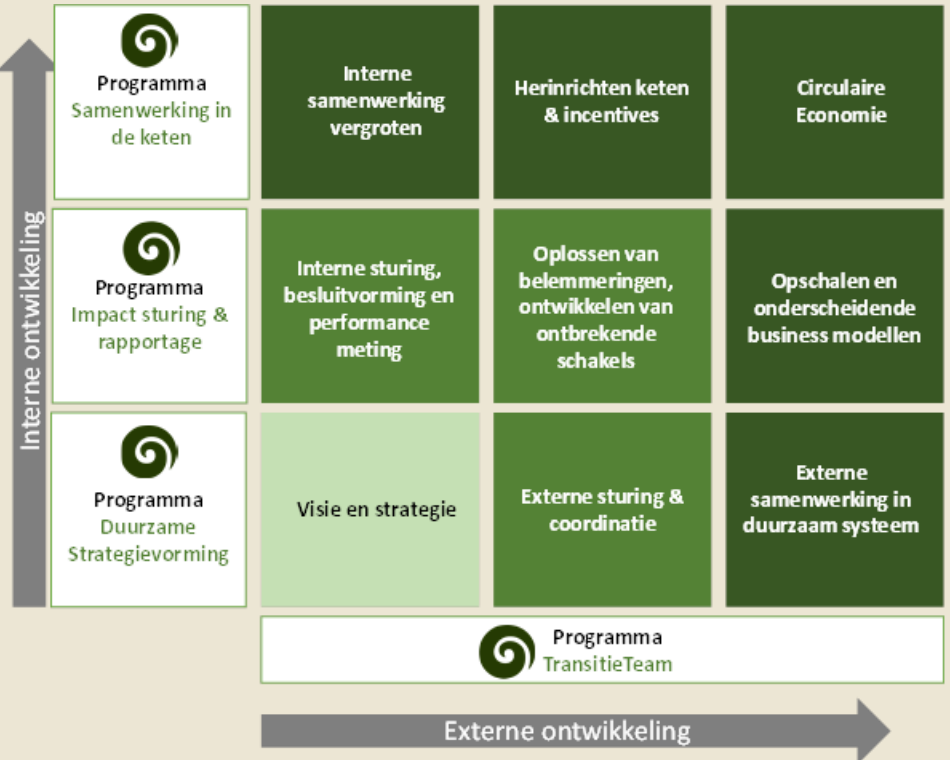 Interne ontwikkeling
Programma
Samenwerking in
de keten
Interne
samenwerking
vergroten
Herinrichten keten
& incentives
Circulaire
Economie
Programma
Impact sturing &
rapportage
Interne sturing,
besluitvorming en
performance
meting
Oplossen van
belemmeringen,
ontwikkelen van
ontbrekende
schakels
Opschalen en
onderscheidende
business modellen
Programma
Duurzame
Strategievorming
Visie en strategie
Externe sturing &
coordinatie
Externe
samenwerking in
duurzaam systeem
Programma
TransitieTeam
Externe ontwikkeling